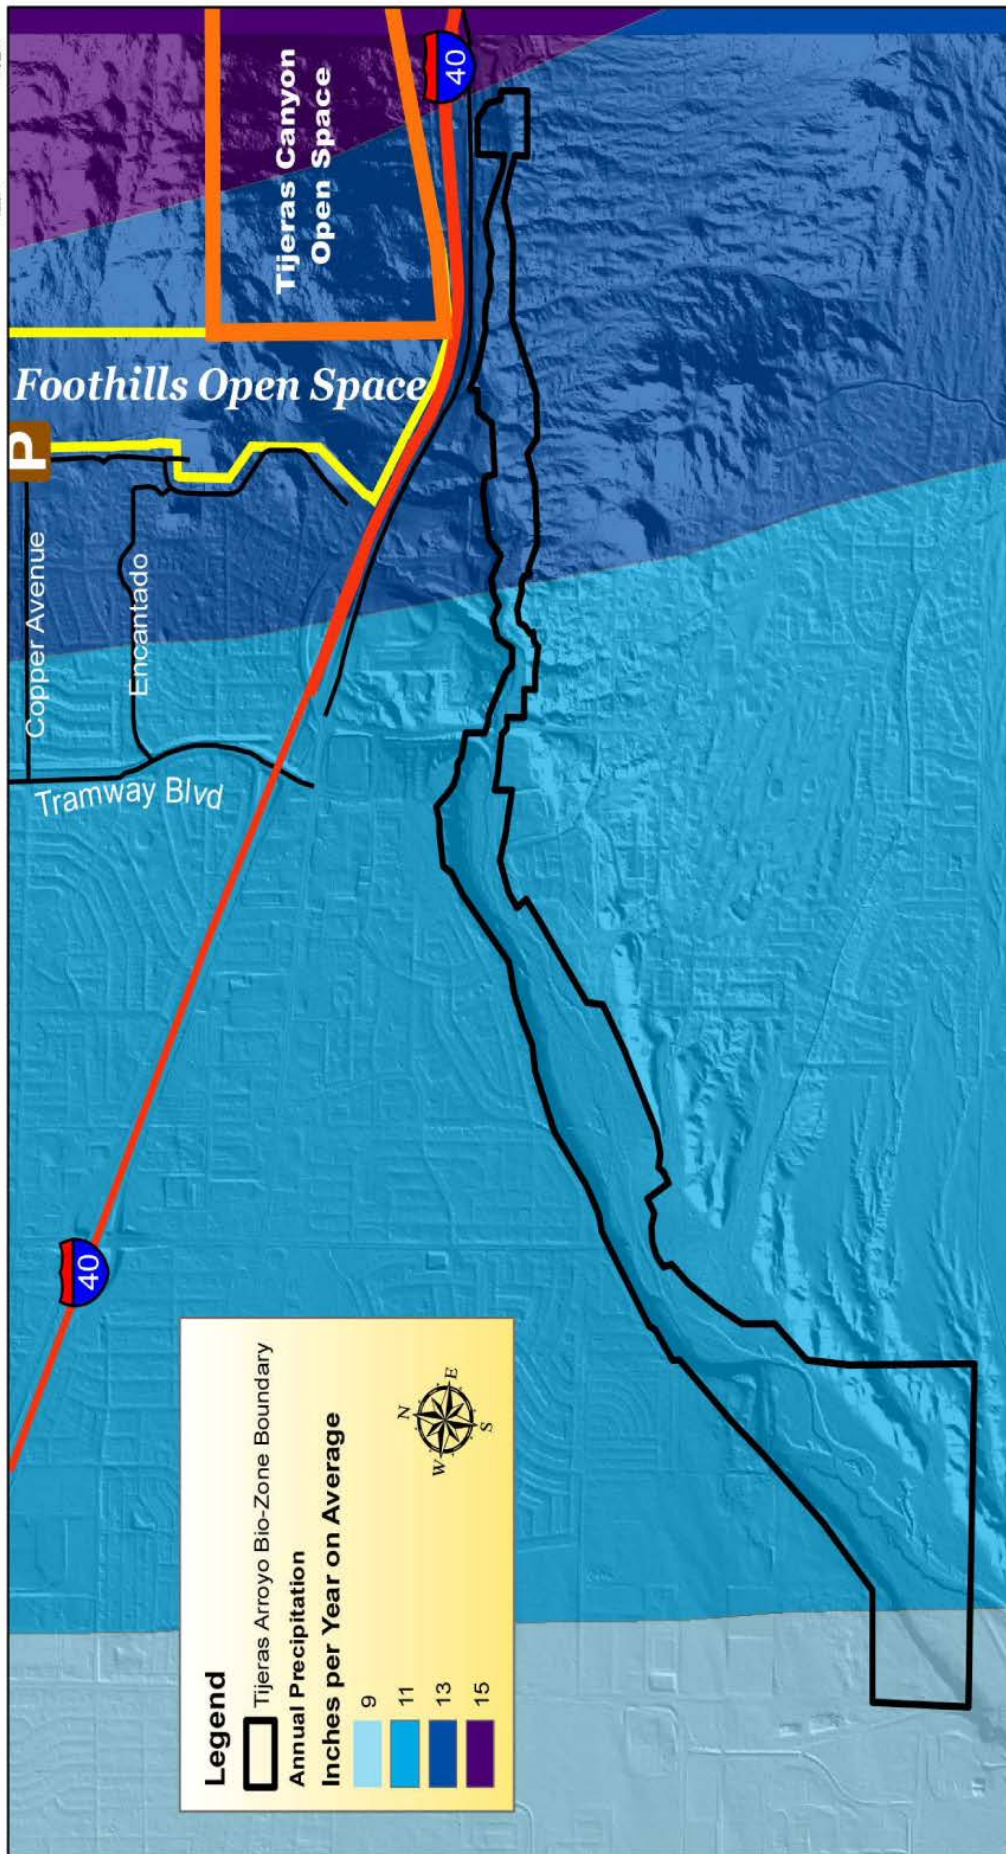 40
Tijeras Canyon
Open Space
Foothills Open Space
P
Copper Avenue
Encantado
Tramway Blvd
40
Legend
Tijeras Arroyo Bio-Zone Boundary
Annual Precipitation
Inches per Year on Average
9
11
13
15
N
W
E
S